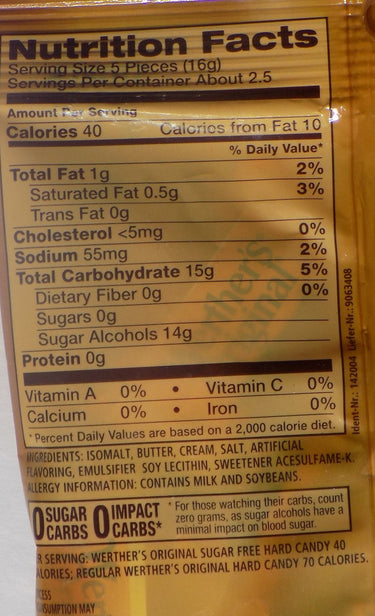 Nutrition Facts
Serving Size 5 Pieces (16g)
Servings Per Container About 2.5
Amount Per Serving
Calories 40 Calories from Fat 10
% Daily Value*
Total Fat 1g 2%
Saturated Fat 0.5g 3%
Trans Fat 0g
Cholesterol <5mg 0%
Sodium 55mg 2%
Total Carbohydrate 15g 5%
Dietary Fiber 0g 0%
Sugars 0g
Sugar Alcohols 14g
Protein 0g
Vitamin A 0% • Vitamin C 0%
Calcium 0% • Iron 0%
*Percent Daily Values are based on a 2,000 calorie diet.
Ident-Nr.: 142004 Liefer-Nr.: 9063408
INGREDIENTS: ISOMALT, BUTTER, CREAM, SALT, ARTIFICIAL
FLAVORING, EMULSIFIER SOY LECITHIN, SWEETENER ACESULFAME-K.
ALLERGY INFORMATION: CONTAINS MILK AND SOYBEANS.
0 SUGAR CARBS 0 IMPACT CARBS*
* For those watching their carbs, count
zero grams, as sugar alcohols have a
minimal impact on blood sugar.
R SERVING: WERTHER'S ORIGINAL SUGAR FREE HARD CANDY 40
ALORIES; REGULAR WERTHER'S ORIGINAL HARD CANDY 70 CALORIES.
CESS
SUMPTION MAY